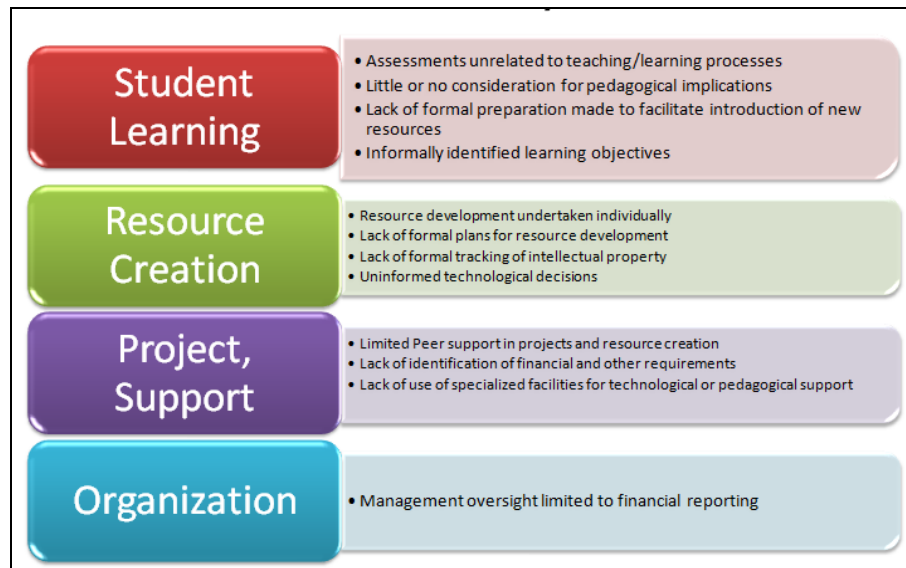 Student
Learning
• Assessments unrelated to teaching/learning processes
• Little or no consideration for pedagogical implications
• Lack of formal preparation made to facilitate introduction of new
resources
• Informally identified learning objectives
Resource
Creation
• Resource development undertaken individually
• Lack of formal plans for resource development
• Lack of formal tracking of intellectual property
• Uninformed technological decisions
Project,
Support
• Limited Peer support in projects and resource creation
• Lack of identification of financial and other requirements
• Lack of use of specialized facilities for technological or pedagogical support
Organization
• Management oversight limited to financial reporting